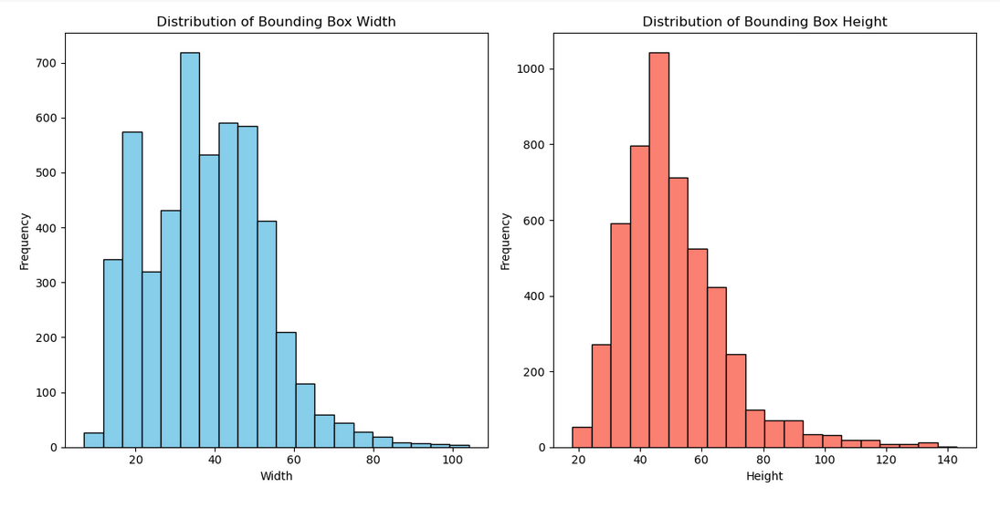 Distribution of Bounding Box Width
700
600
500
400
300
200
100
0
Frequency
20 40 60 80 100
Width
Distribution of Bounding Box Height
1000
800
600
400
200
0
Frequency
20 40 60 80 100 120 140
Height